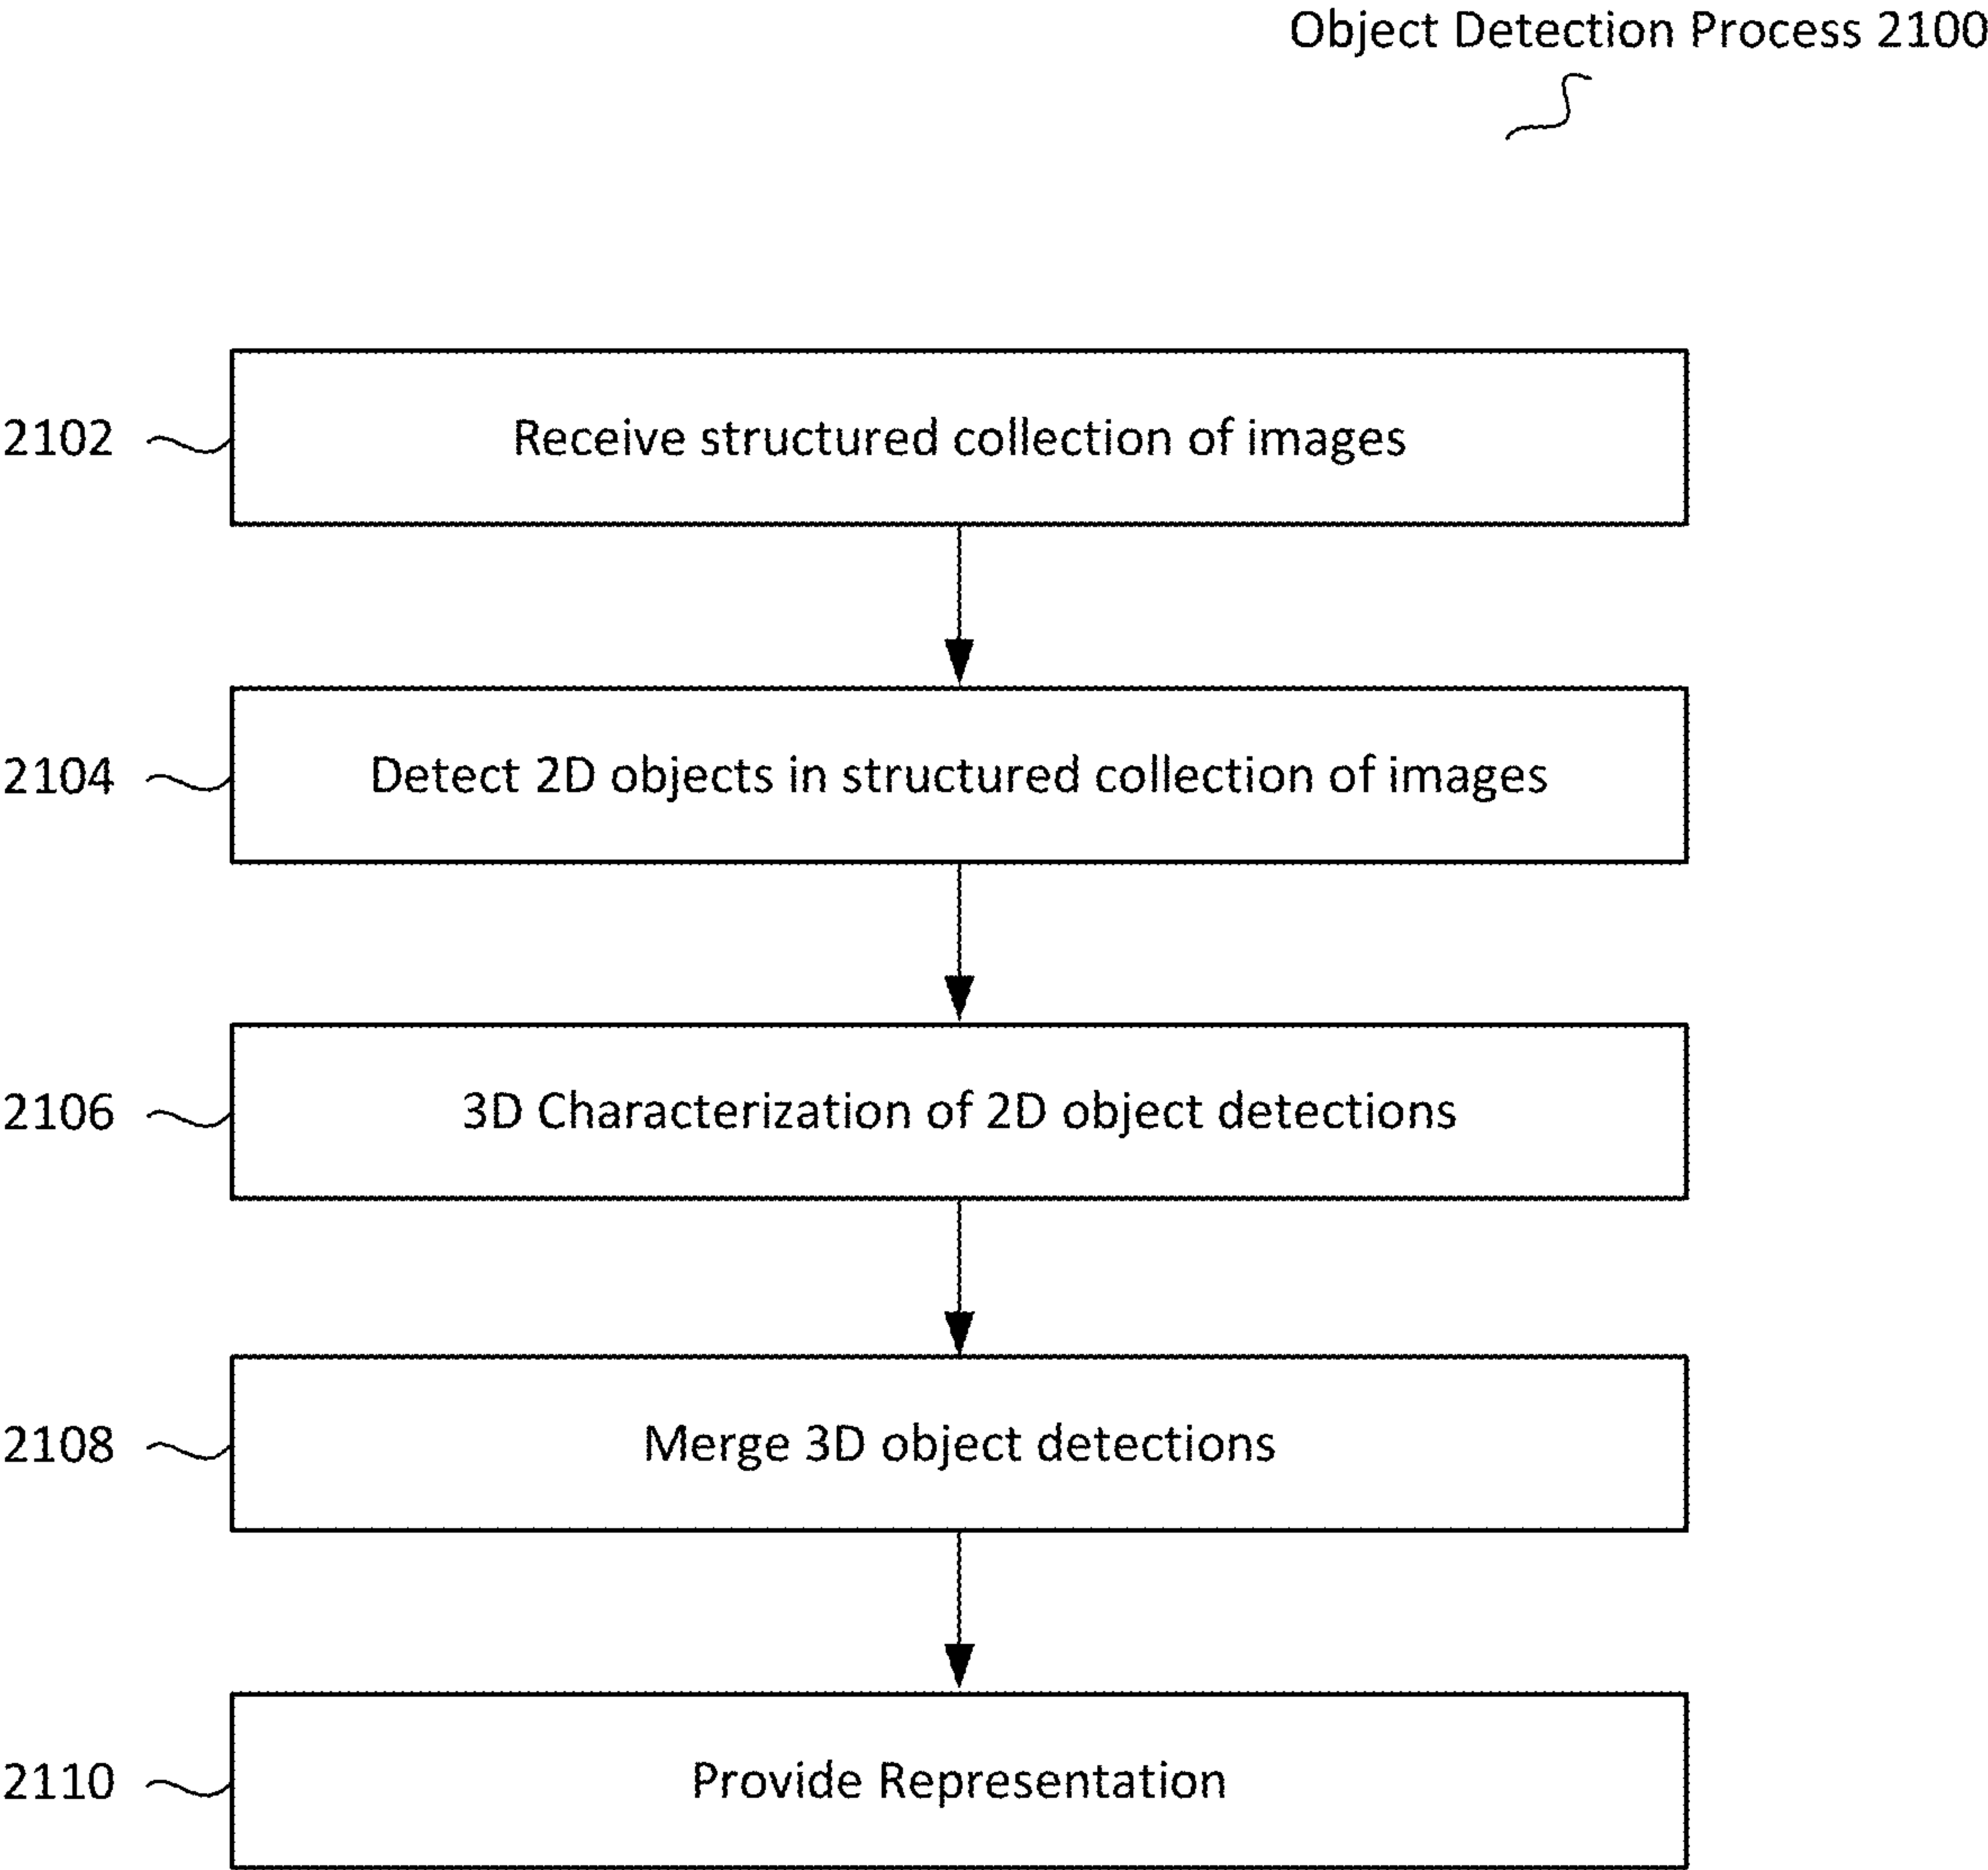 Object Detection Process 2100
2102
Receive structured collection of images
2104
Detect 2D objects in structured collection of images
2106
3D Characterization of 2D object detections
2108
Merge 3D object detections
2110
Provide Representation